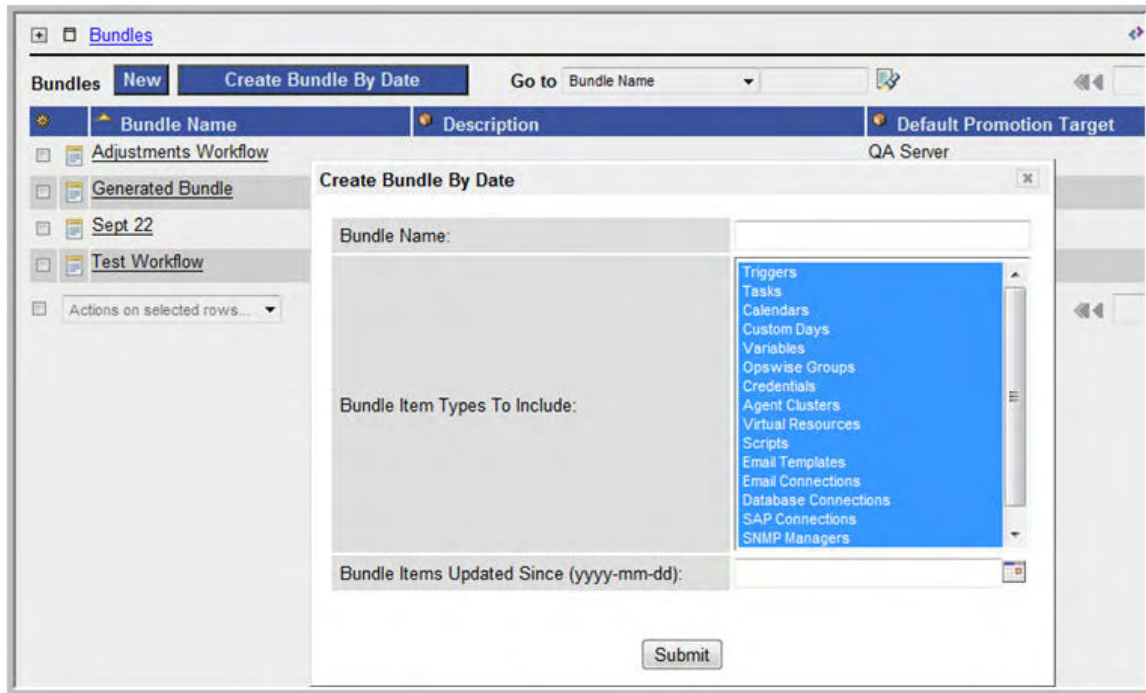 Bundles
Bundles New Create Bundle By Date Go to Bundle Name
Bundle Name Description Default Promotion Target
Adjustments Workflow QA Server
Generated Bundle
Sept 22
Test Workflow
Actions on selected rows...
Create Bundle By Date
Bundle Name:
Bundle Item Types To Include:
Triggers
Tasks
Calendars
Custom Days
Variables
Opswise Groups
Credentials
Agent Clusters
Virtual Resources
Scripts
Email Templates
Email Connections
Database Connections
SAP Connections
SNMP Managers
Bundle Items Updated Since (yyyy-mm-dd):
Submit